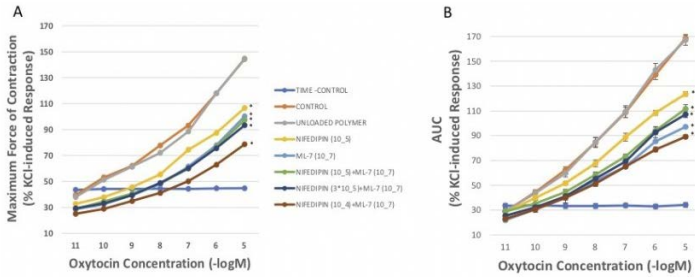 A
Maximum Force of Contraction
(% KCl-induced Response)
170
150
130
110
90
70
50
30
10
11 10 9 8 7 6 5
Oxytocin Concentration (-logM)
TIME -CONTROL
CONTROL
UNLOADED POLYMER
NIFEDIPIN (10_5)
ML-7 (10_7)
NIFEDIPIN (10_5)+ML-7 (10_7)
NIFEDIPIN (3*10_5)+ML-7 (10_7)
NIFEDIPIN (10_4)+ML-7 (10_7)
B
AUC
(% KCl-induced Response)
170
150
130
110
90
70
50
30
10
11 10 9 8 7 6 5
Oxytocin Concentration (-logM)